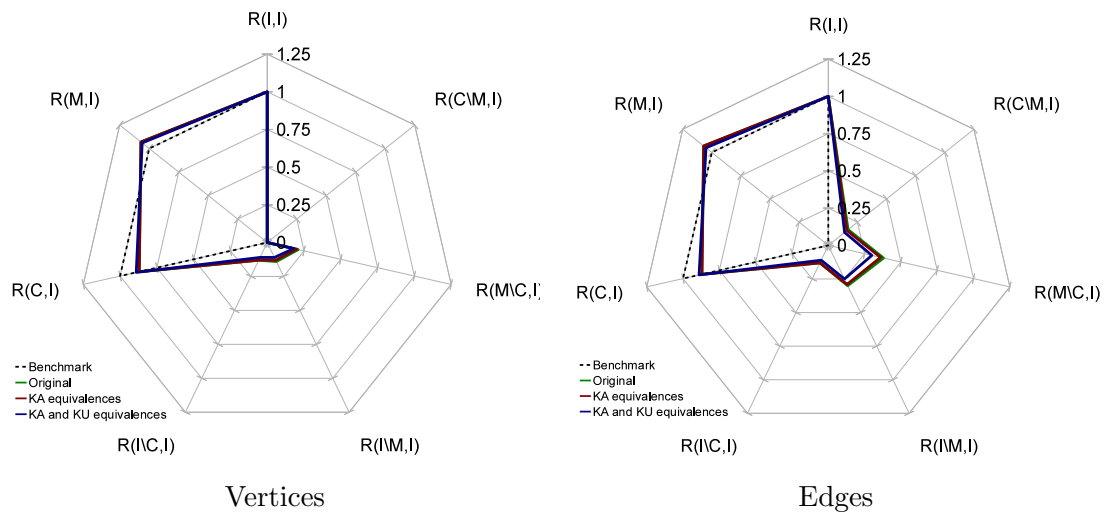 R(I,I)
1.25
R(M,I)
R(C\M,I)
1
0.75
0.5
0.25
0
R(C,I)
R(M\C,I)
Benchmark
Original
KA equivalences
KA and KU equivalences
R(I\C,I)
R(I\M,I)
Vertices
R(I,I)
1.25
R(M,I)
R(C\M,I)
1
0.75
0.5
0.25
0
R(C,I)
R(M\C,I)
Benchmark
Original
KA equivalences
KA and KU equivalences
R(I\C,I)
R(I\M,I)
Edges